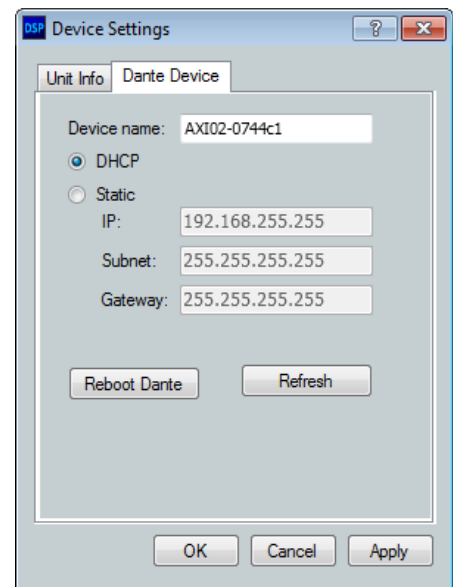 DSP Device Settings ?
Unit Info Dante Device
Device name: AXI02-0744c1
DHCP
Static
IP: 192.168.255.255
Subnet: 255.255.255.255
Gateway: 255.255.255.255
Reboot Dante Refresh
OK Cancel Apply